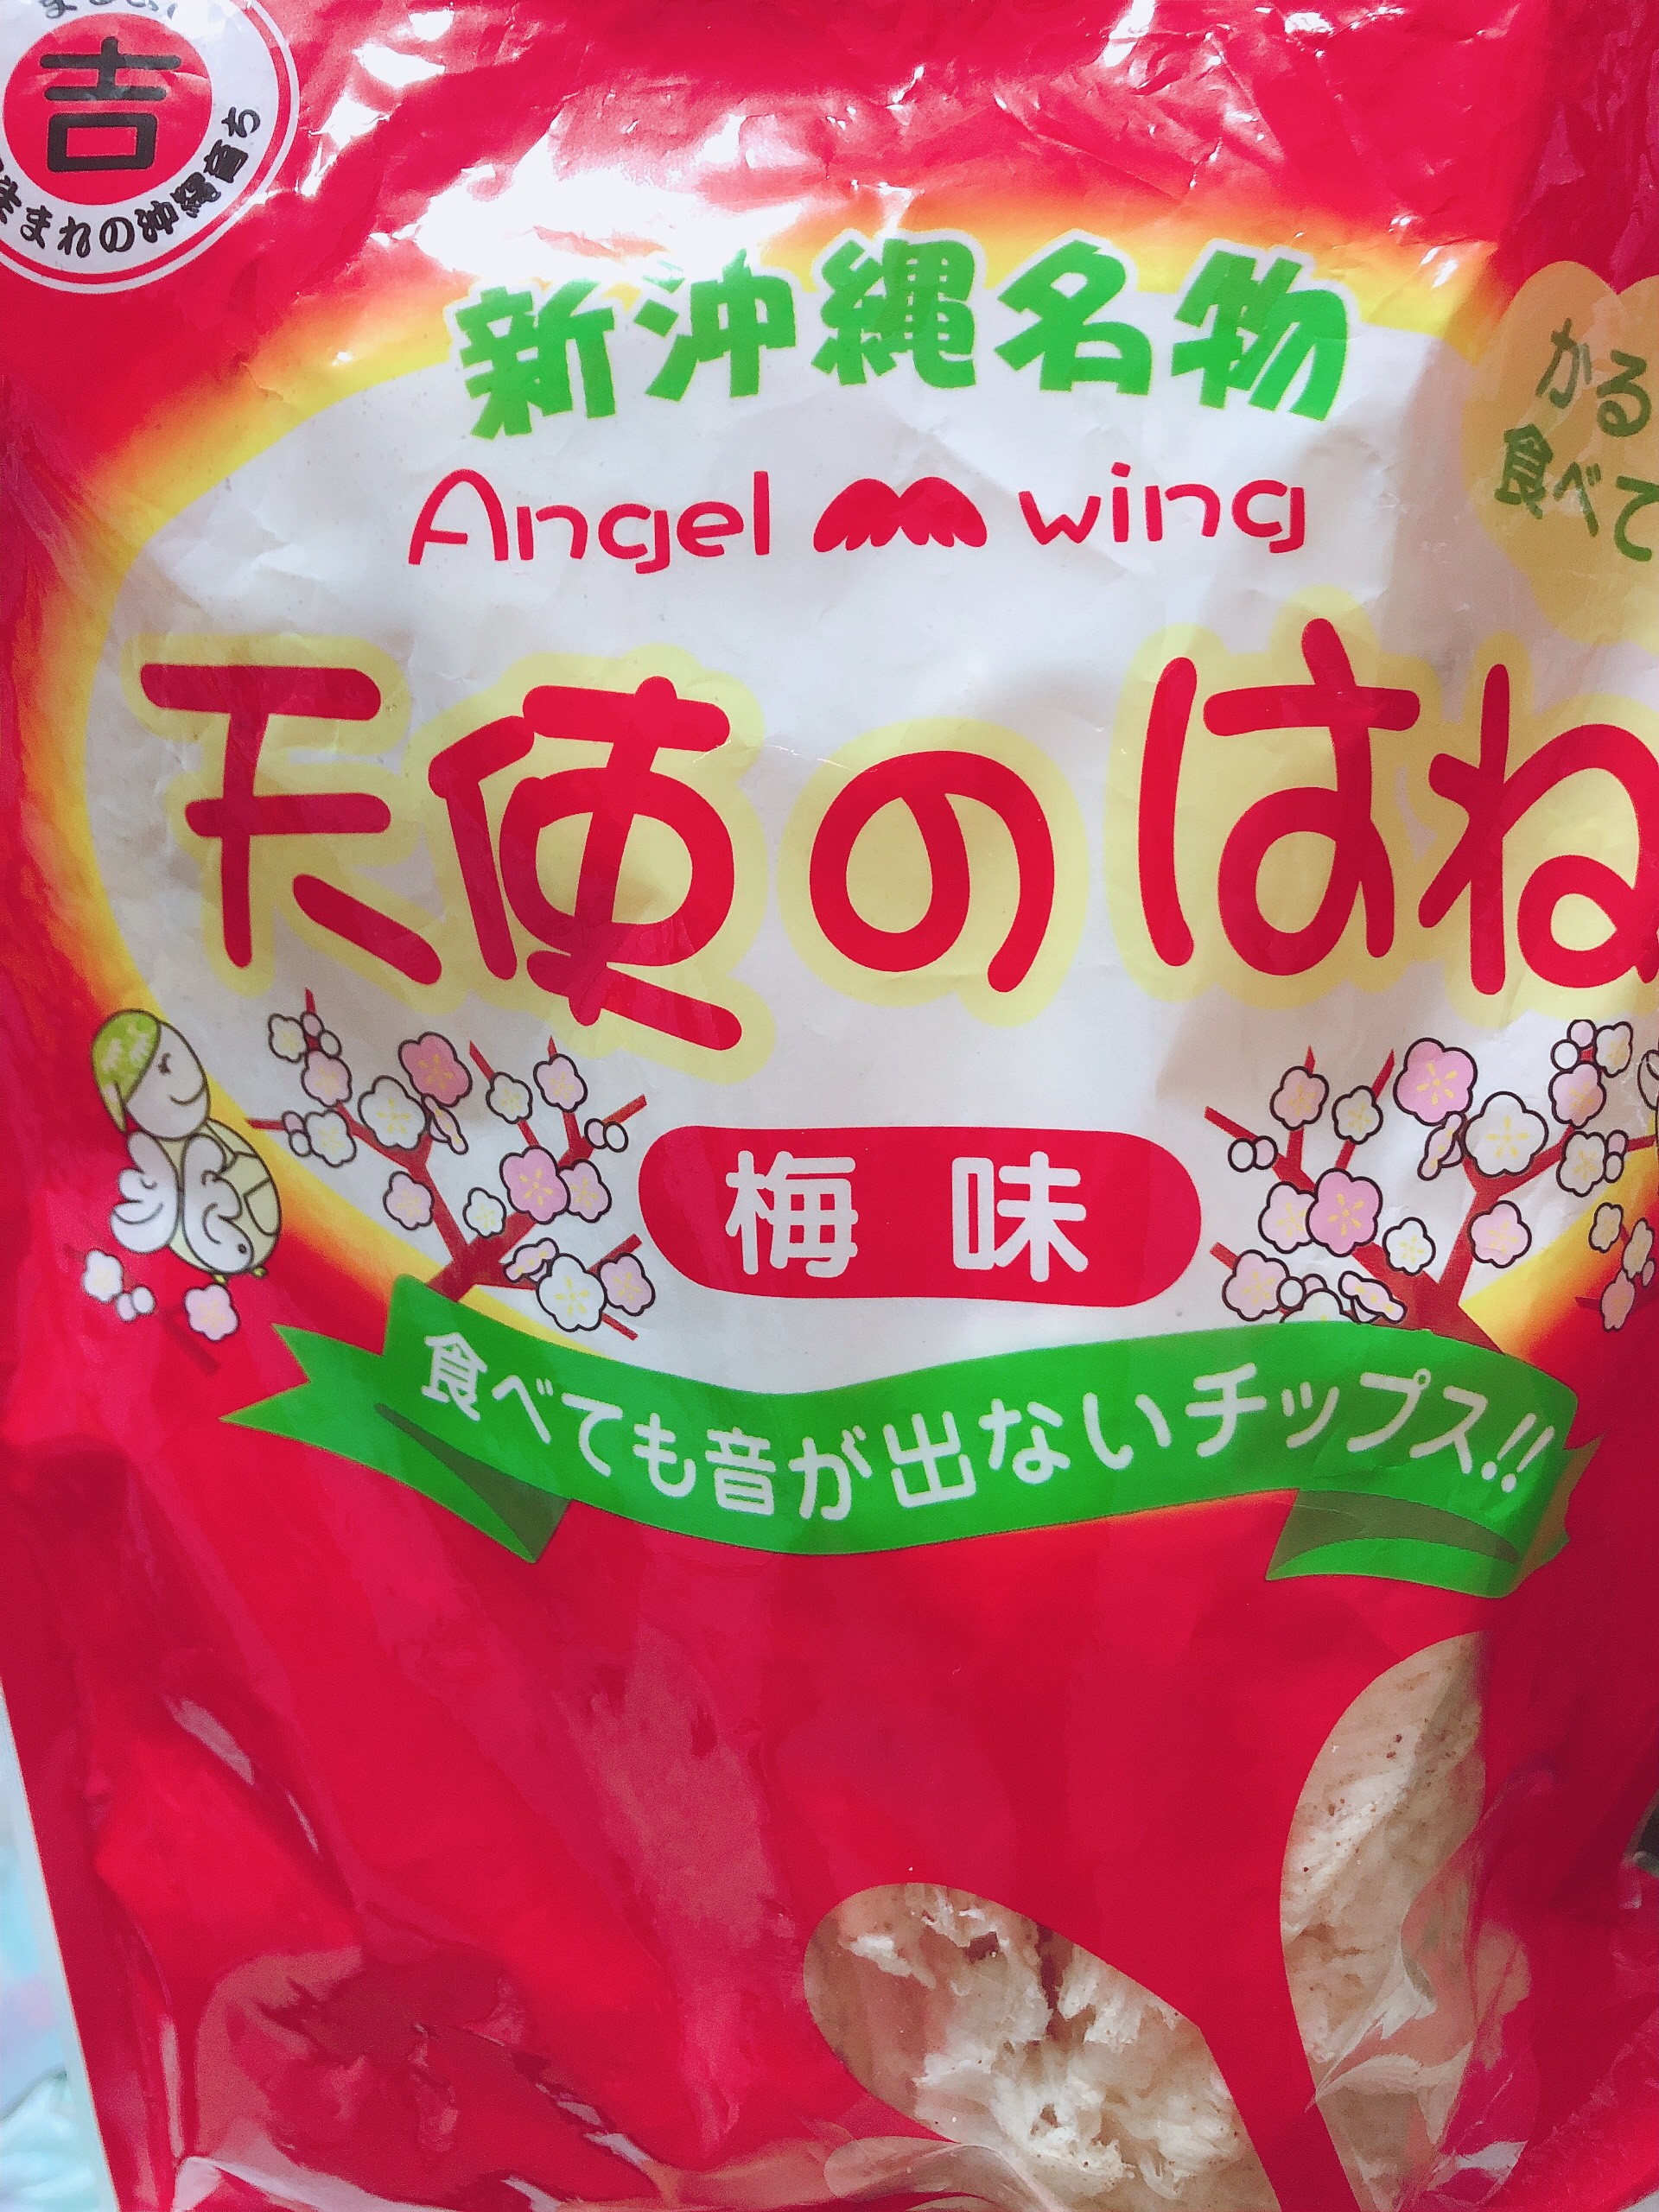 吉
まれの沖縄育ち
新沖縄名物
かる
食べて
Angel wing
天使のはね
梅味
食べても音が出ないチップス!!